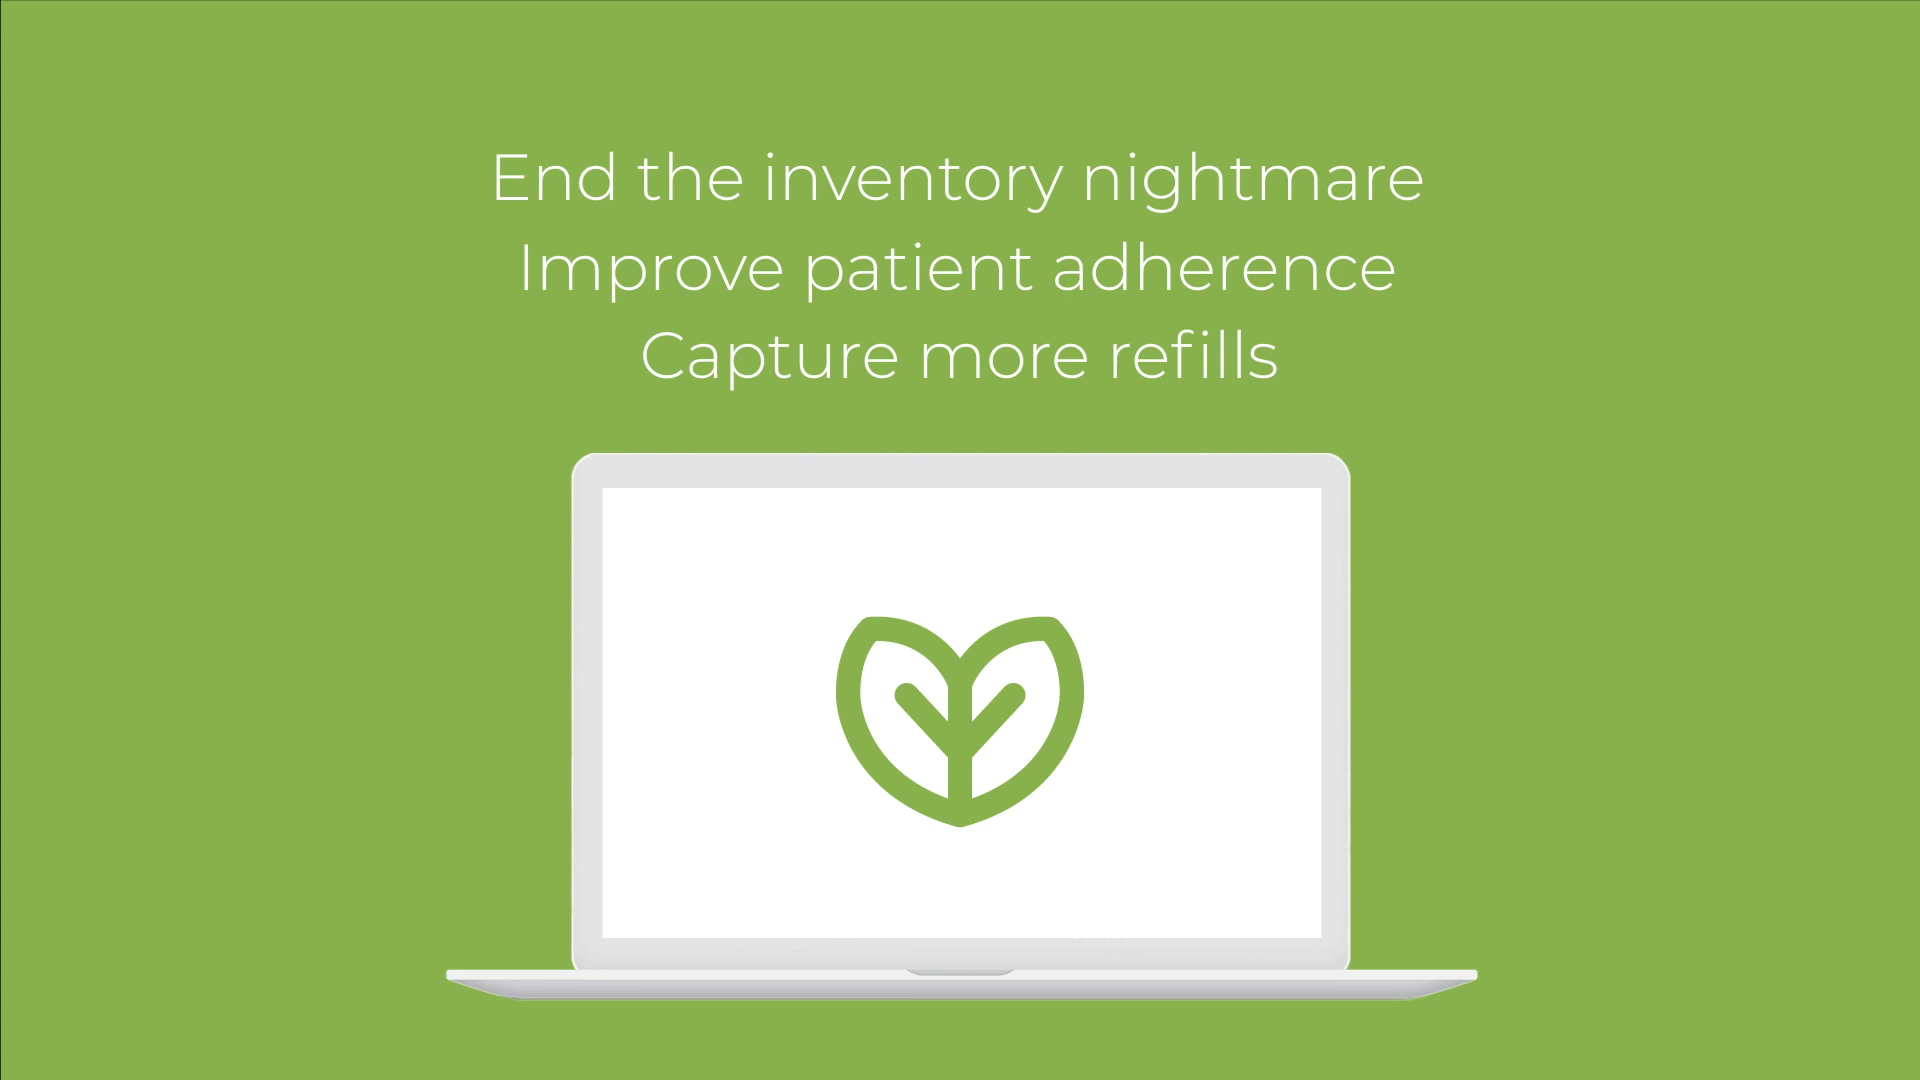 End the inventory nightmare
Improve patient adherence
Capture more refills